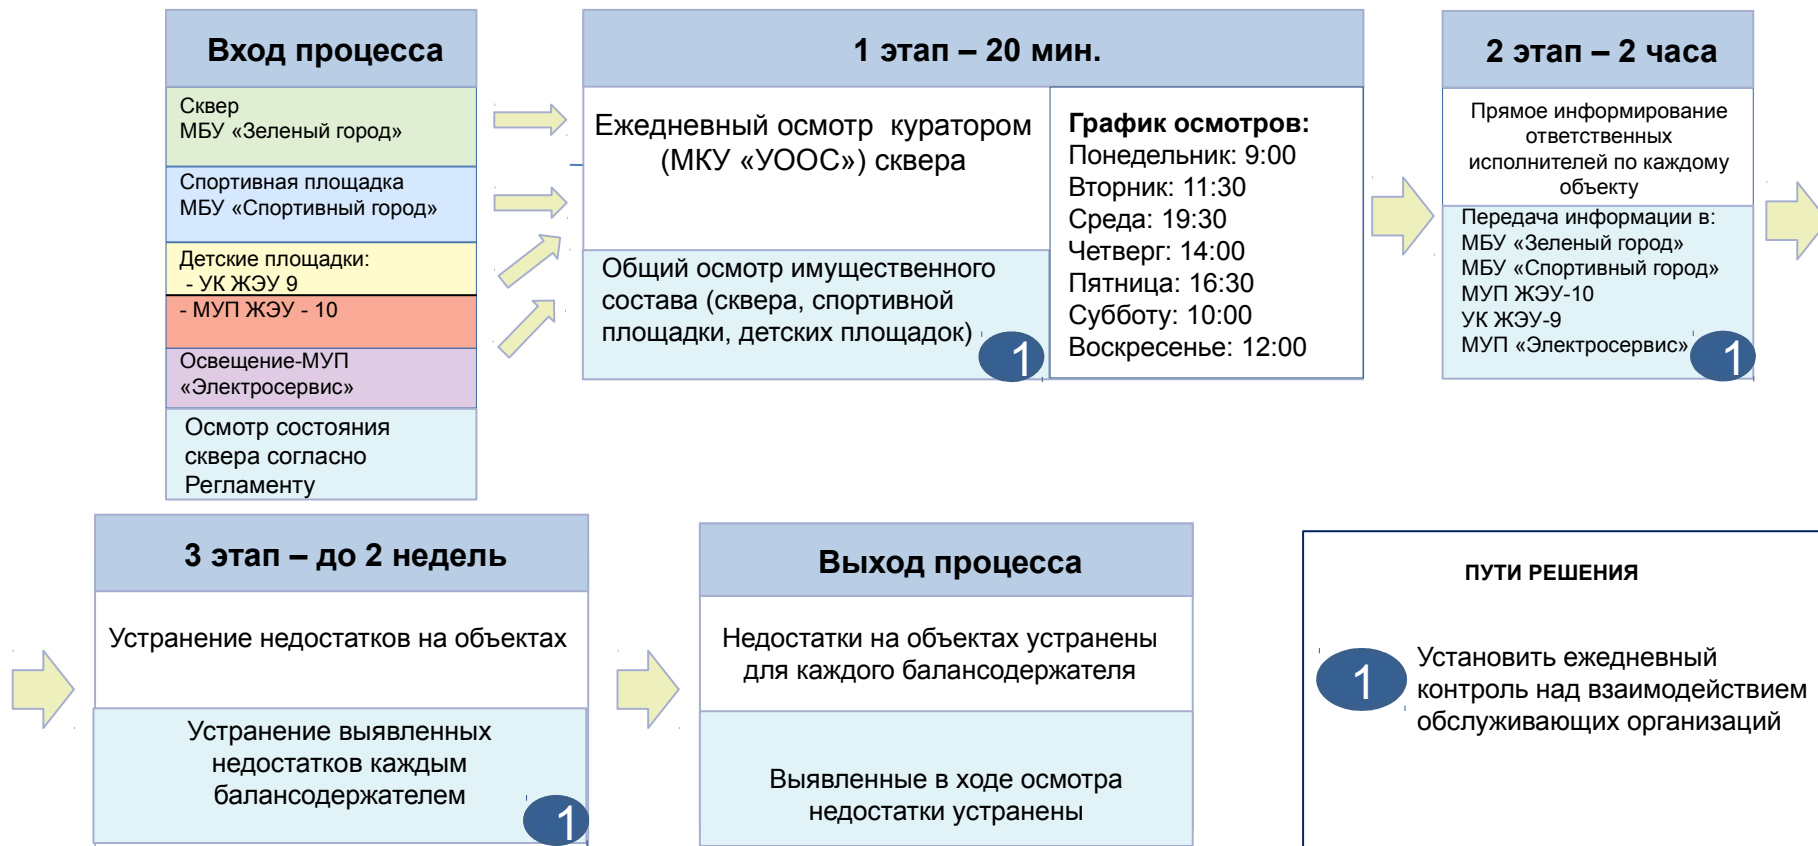 Вход процесса
Сквер
МБУ «Зеленый город»
Спортивная площадка
МБУ «Спортивный город»
Детские площадки:
- УК ЖЭУ 9
- МУП ЖЭУ - 10
Освещение-МУП
«Электросервис»
Осмотр состояния
сквера согласно
Регламенту
1 этап – 20 мин.
Ежедневный осмотр куратором
(МКУ «УООС») сквера
Общий осмотр имущественного
состава (сквера, спортивной
площадки, детских площадок)
1
График осмотров:
Понедельник: 9:00
Вторник: 11:30
Среда: 19:30
Четверг: 14:00
Пятница: 16:30
Субботу: 10:00
Воскресенье: 12:00
2 этап – 2 часа
Прямое информирование
ответственных
исполнителей по каждому
объекту
Передача информации в:
МБУ «Зеленый город»
МБУ «Спортивный город»
МУП ЖЭУ-10
УК ЖЭУ-9
МУП «Электросервис»
1
3 этап – до 2 недель
Устранение недостатков на объектах
Устранение выявленных
недостатков каждым
балансодержателем
1
Выход процесса
Недостатки на объектах устранены
для каждого балансодержателя
Выявленные в ходе осмотра
недостатки устранены
ПУТИ РЕШЕНИЯ
1
Установить ежедневный
контроль над взаимодействием
обслуживающих организаций